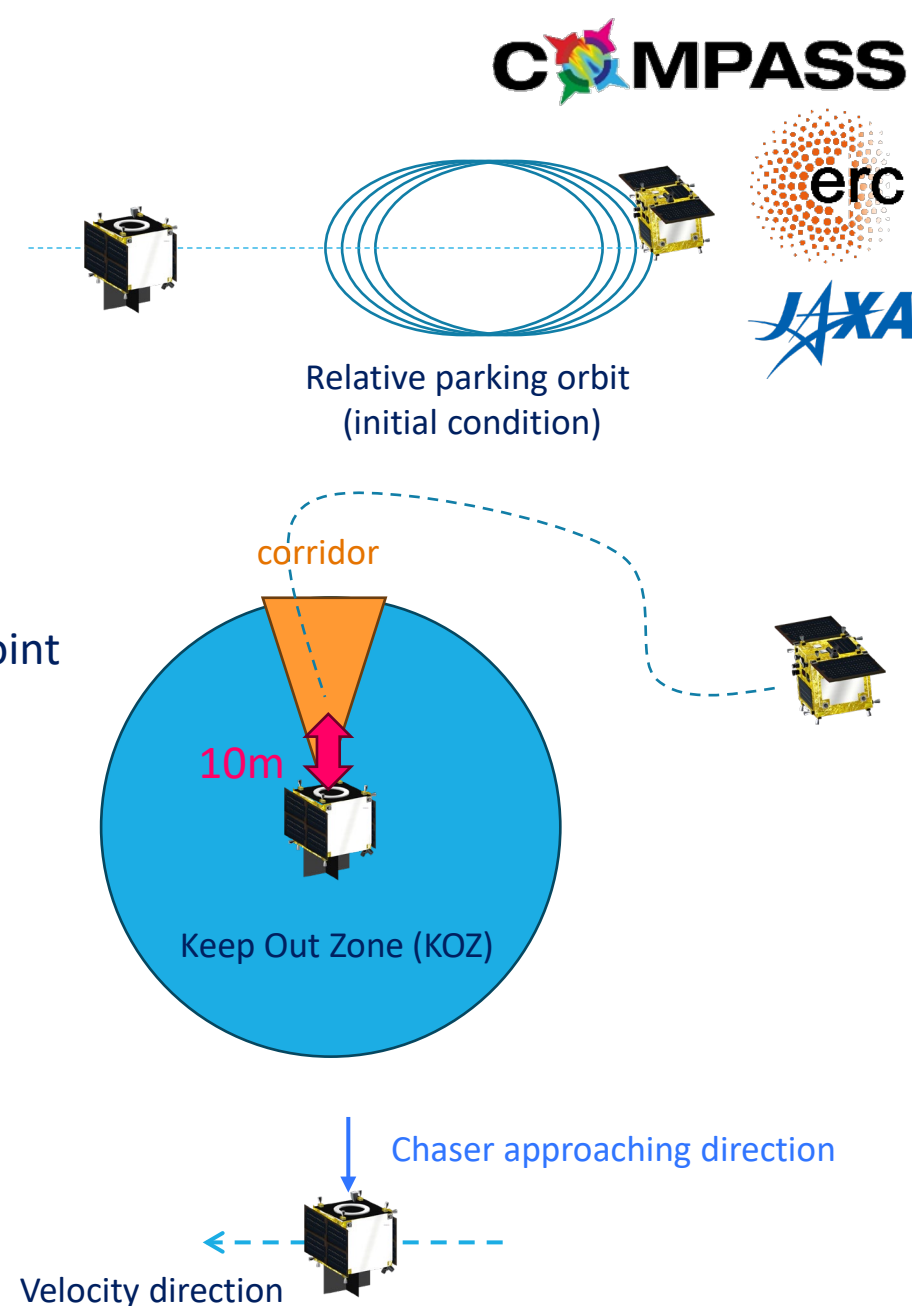 COMPASS
erc
JAXA
Relative parking orbit
(initial condition)
corridor
oint
10m
Keep Out Zone (KOZ)
Chaser approaching direction
Velocity direction